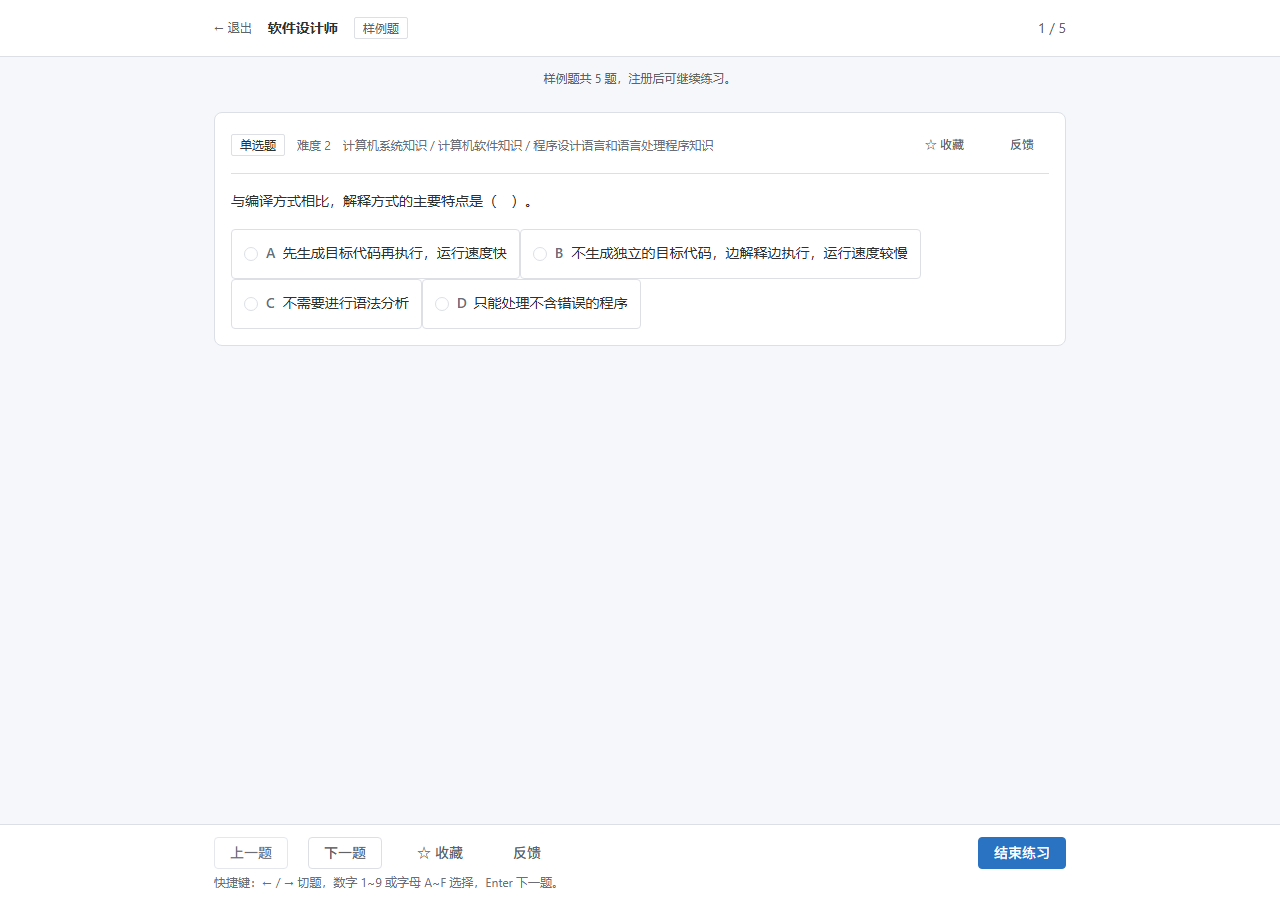 ← 退出 软件设计师 样例题 1 / 5
样例题共 5 题，注册后可继续练习。
单选题 难度 2 计算机系统知识 / 计算机软件知识 / 程序设计语言和语言处理程序知识 ☆ 收藏 反馈
与编译方式相比，解释方式的主要特点是（　）。
A 先生成目标代码再执行，运行速度快 B 不生成独立的目标代码，边解释边执行，运行速度较慢
C 不需要进行语法分析 D 只能处理不含错误的程序
上一题 下一题 ☆ 收藏 反馈 结束练习
快捷键：← / → 切题，数字 1~9 或字母 A~F 选择，Enter 下一题。